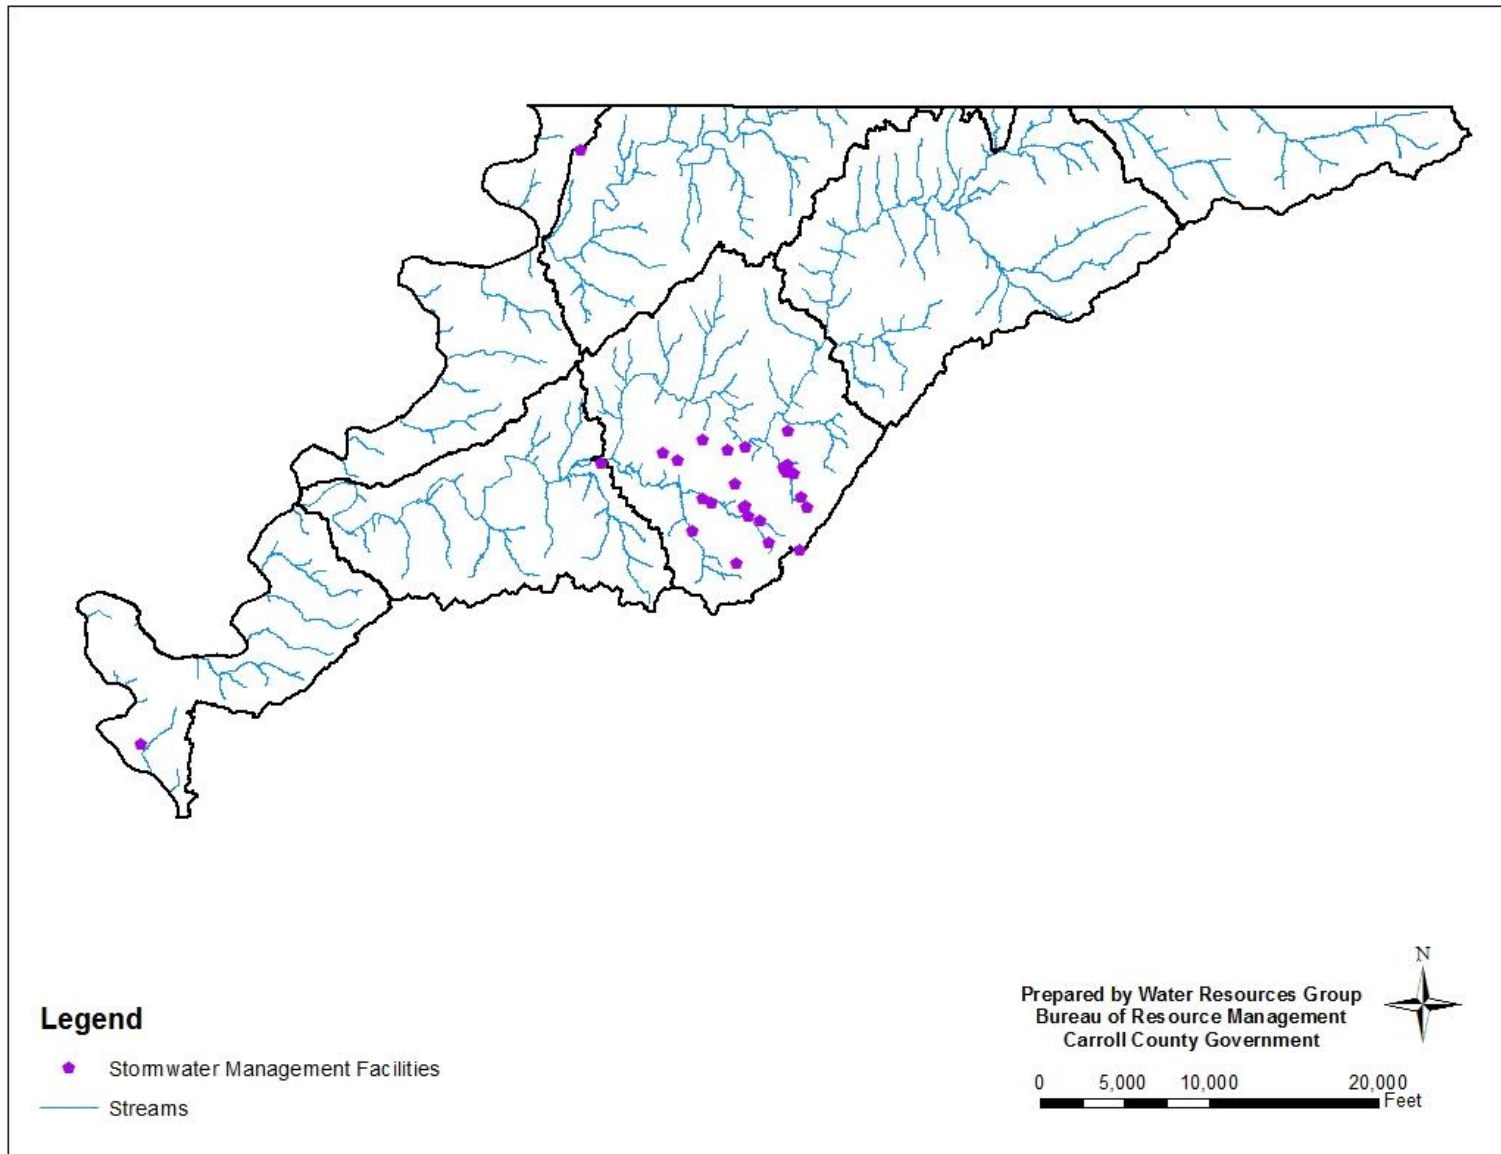 N
Legend
Stormwater Management Facilities
Streams
Prepared by Water Resources Group
Bureau of Resource Management
Carroll County Government
0 5,000 10,000 20,000
Feet